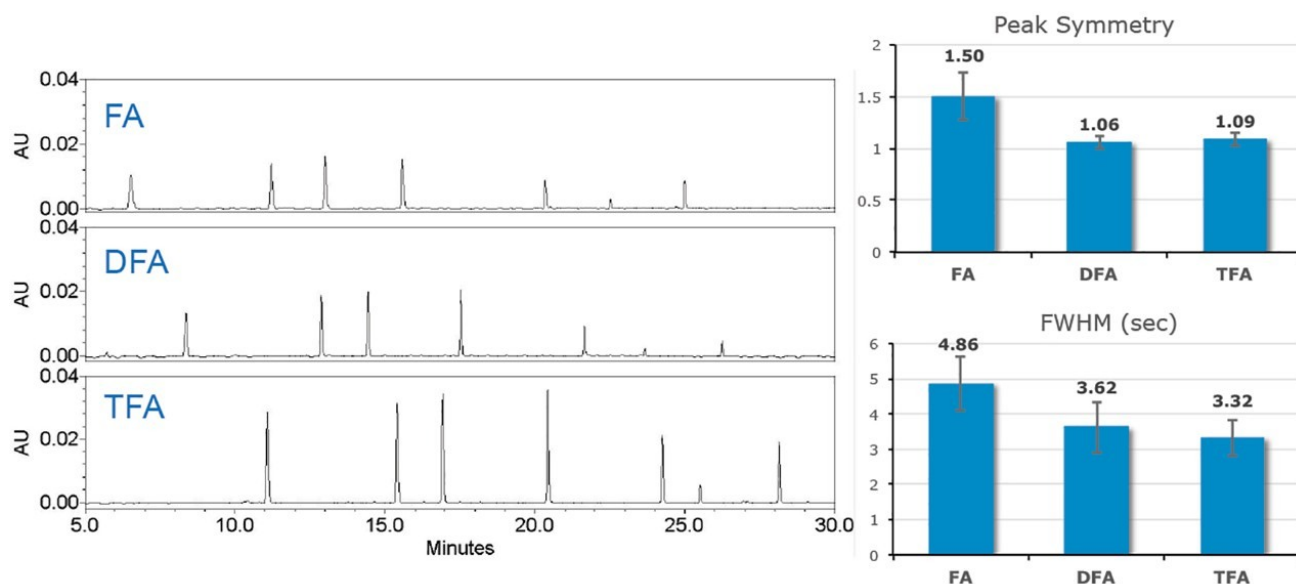 FA
0.04
0.02
0.00
AU
DFA
0.04
0.02
0.00
AU
TFA
0.04
0.02
0.00
AU
5.0 10.0 15.0 20.0 25.0 30.0
Minutes
Peak Symmetry
2
1.5
1
0.5
0
1.50
1.06
1.09
FA DFA TFA
FWHM (sec)
6
5
4
3
2
1
0
4.86
3.62
3.32
FA DFA TFA